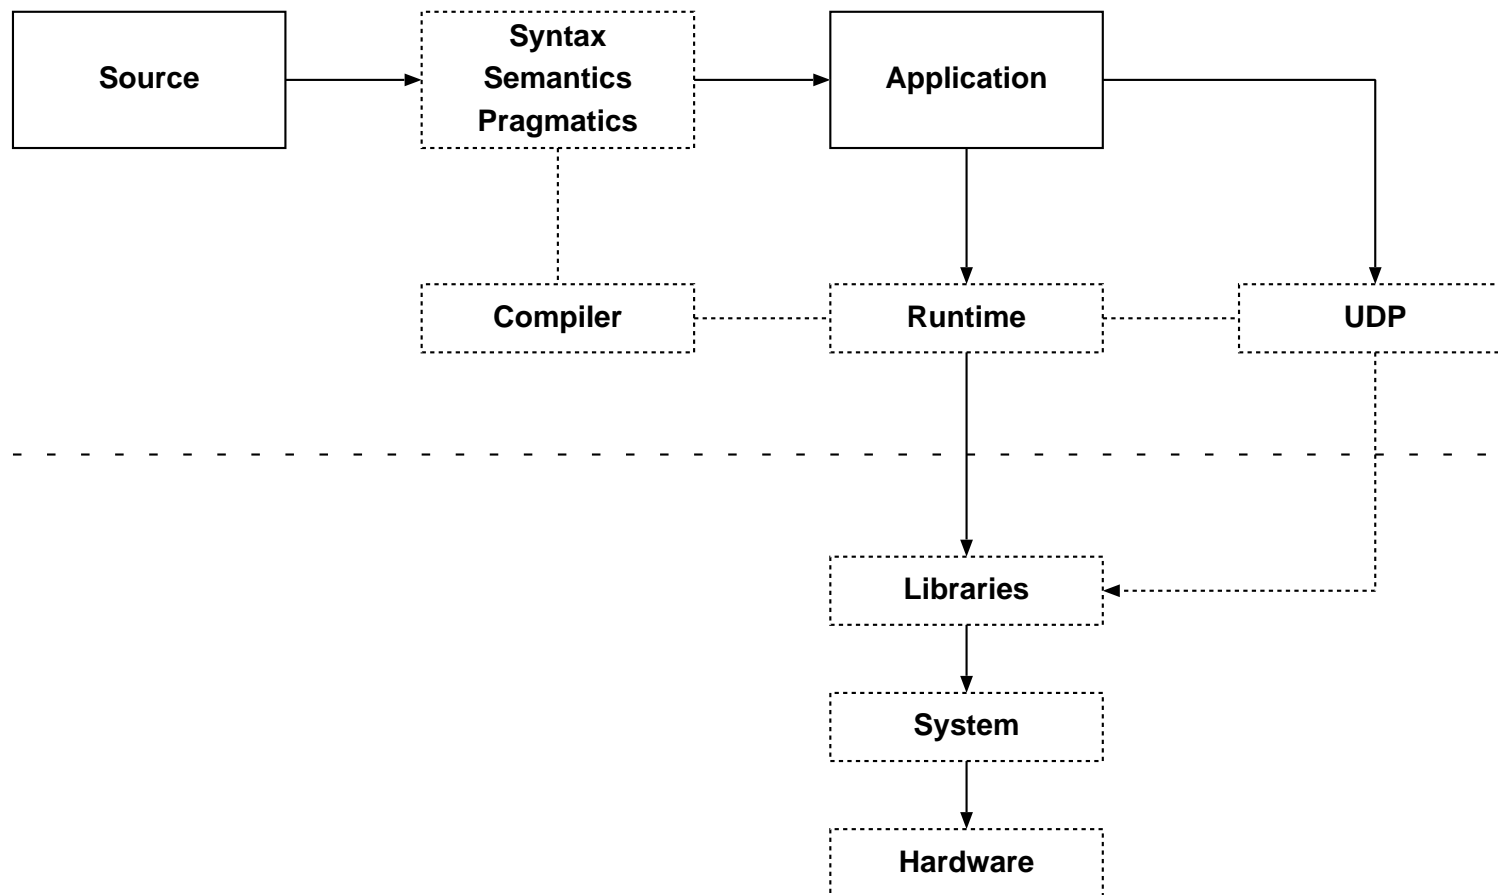 Source
Syntax
Semantics
Pragmatics
Application
Compiler
Runtime
UDP
Libraries
System
Hardware